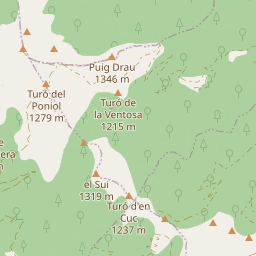 Puig Drau
1346 m
Turó del
Poniol
1279 m
Turó de
la Ventosa
1215 m
e
era
m
el Sui
1319 m
Turó d'en
Cuc
1237 m